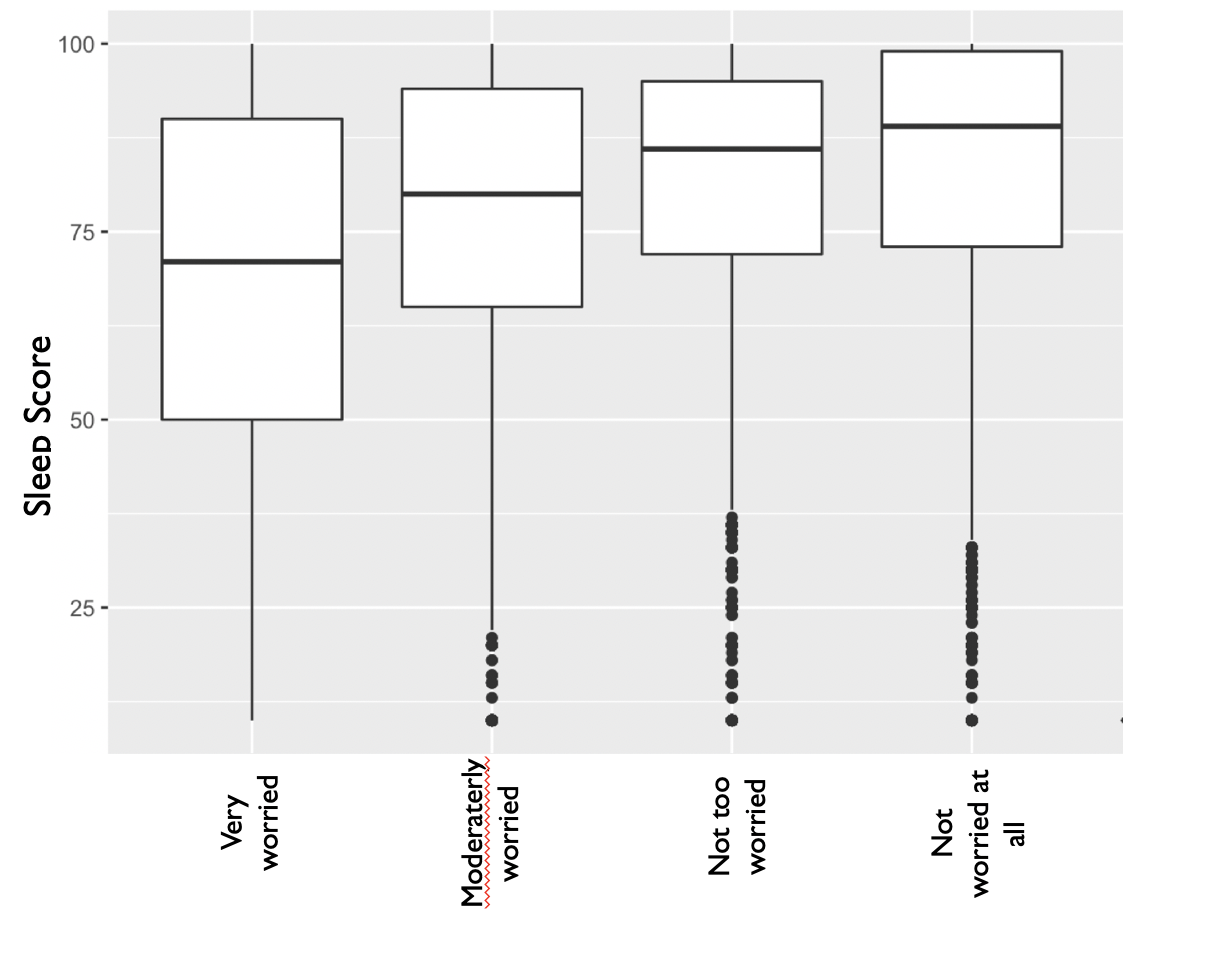 100
75
50
25
Sleep Score
Very
worried
Moderaterly
worried
Not too
worried
Not
worried at
all